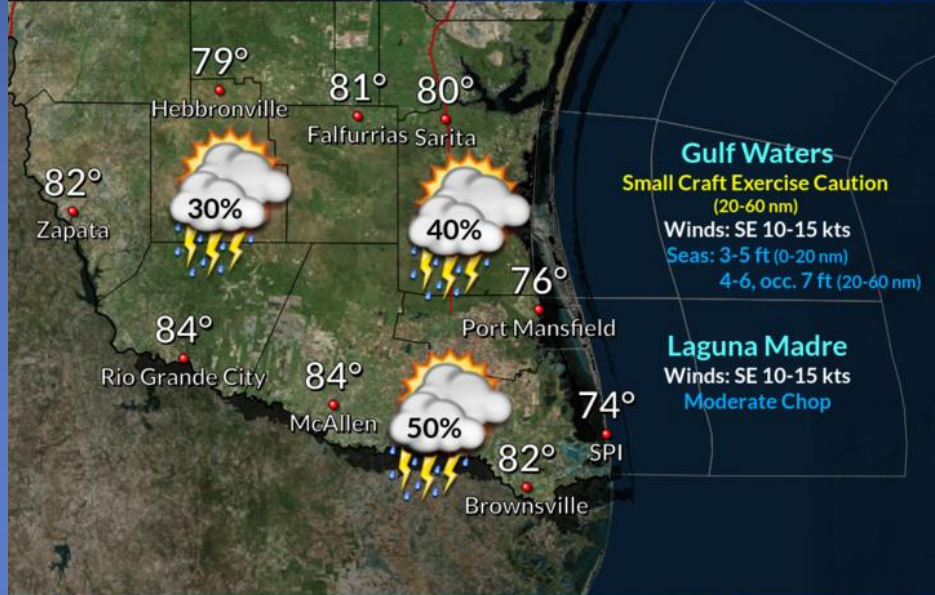 79°
Hebbronville
81°
Falfurrias
80°
Sarita
82°
Zapata
30%
40%
76°
Port Mansfield
84°
Rio Grande City
84°
McAllen
50%
74°
SPI
82°
Brownsville
Gulf Waters
Small Craft Exercise Caution
(20-60 nm)
Winds: SE 10-15 kts
Seas: 3-5 ft (0-20 nm)
4-6, occ. 7 ft (20-60 nm)
Laguna Madre
Winds: SE 10-15 kts
Moderate Chop